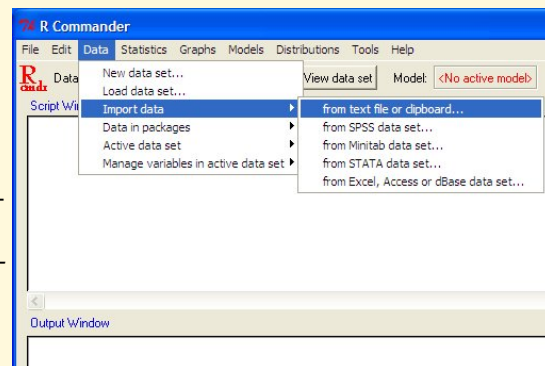 R Commander
File Edit Data Statistics Graphs Models Distributions Tools Help
Rcmdr Data New data set... View data set Model: <No active model>
Load data set...
Script Wi Import data from text file or clipboard...
Data in packages from SPSS data set...
Active data set from Minitab data set...
Manage variables in active data set from STATA data set...
from Excel, Access or dBase data set...
Output Window